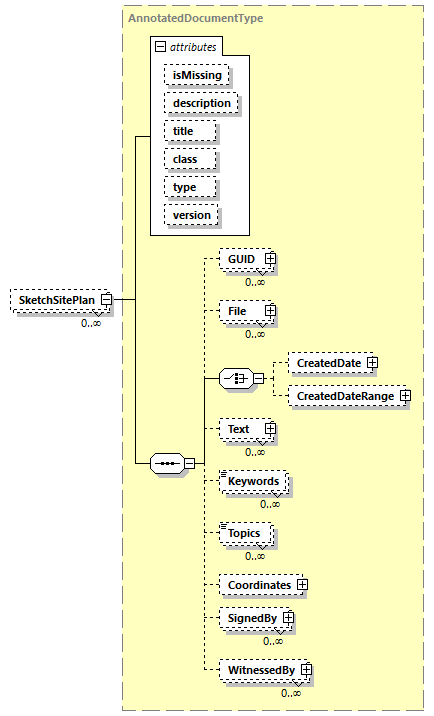 AnnotatedDocumentType
attributes
isMissing
description
title
class
type
version
SketchSitePlan
0..∞
GUID
0..∞
File
0..∞
CreatedDate
CreatedDateRange
Text
0..∞
Keywords
0..∞
Topics
0..∞
Coordinates
SignedBy
0..∞
WitnessedBy
0..∞